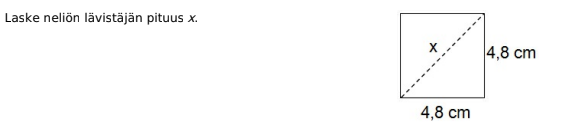 Laske neliön lävistäjän pituus x.
x
4,8 cm
4,8 cm